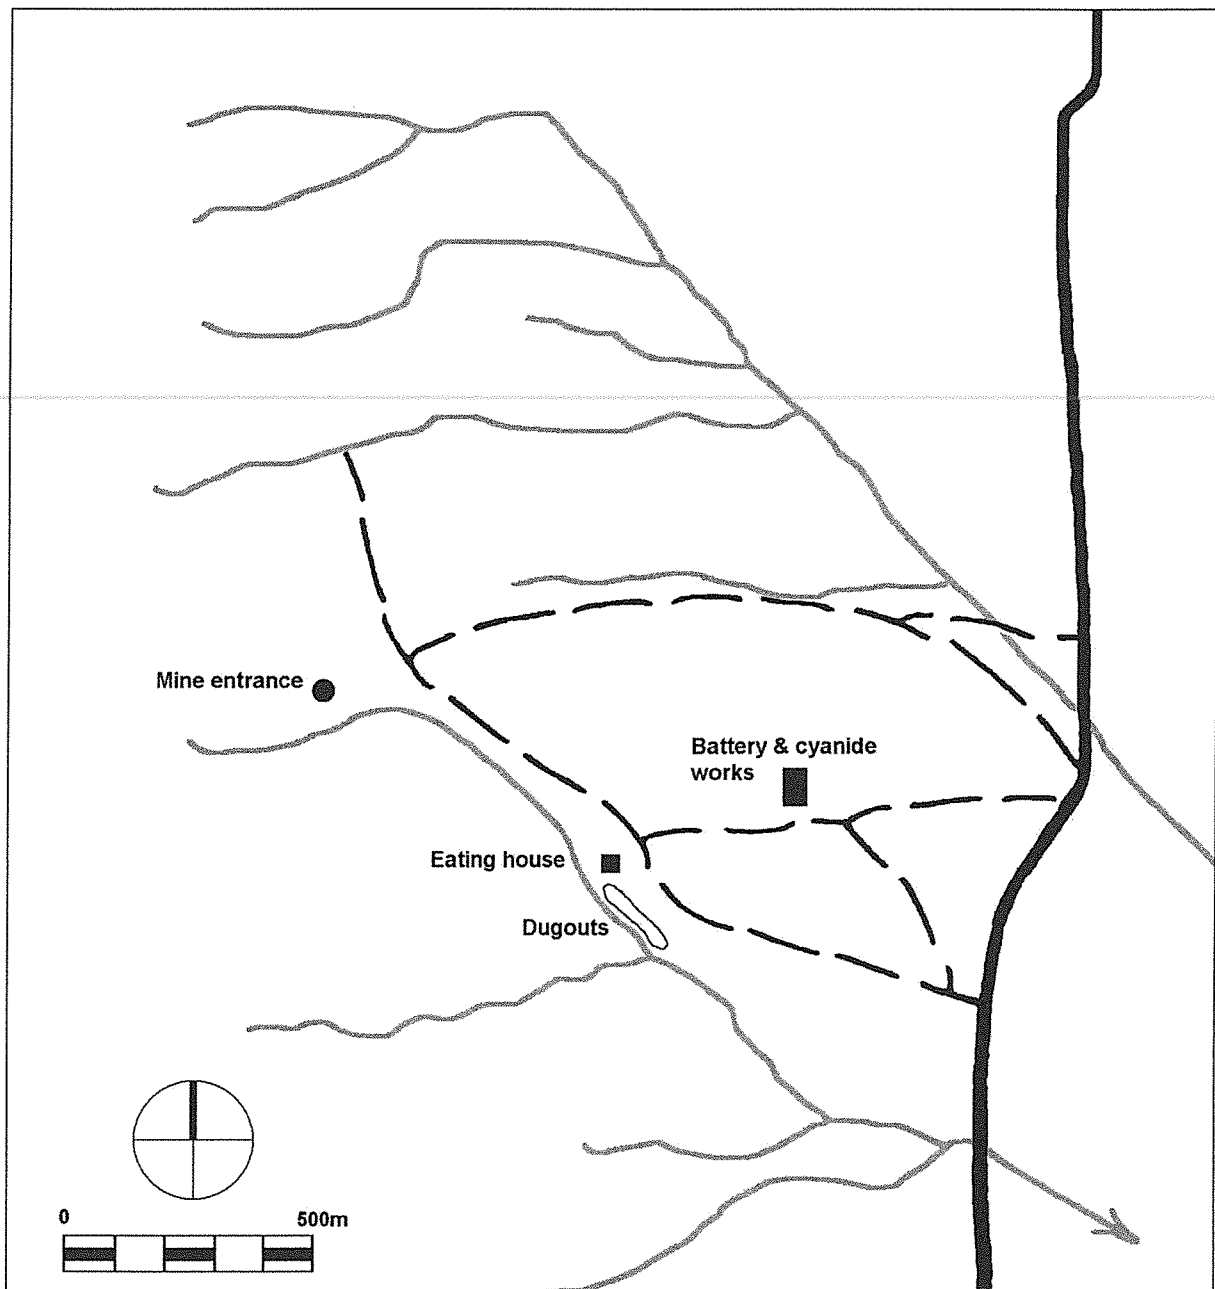 Mine entrance
Battery & cyanide
works
Eating house
Dugouts
0 500m